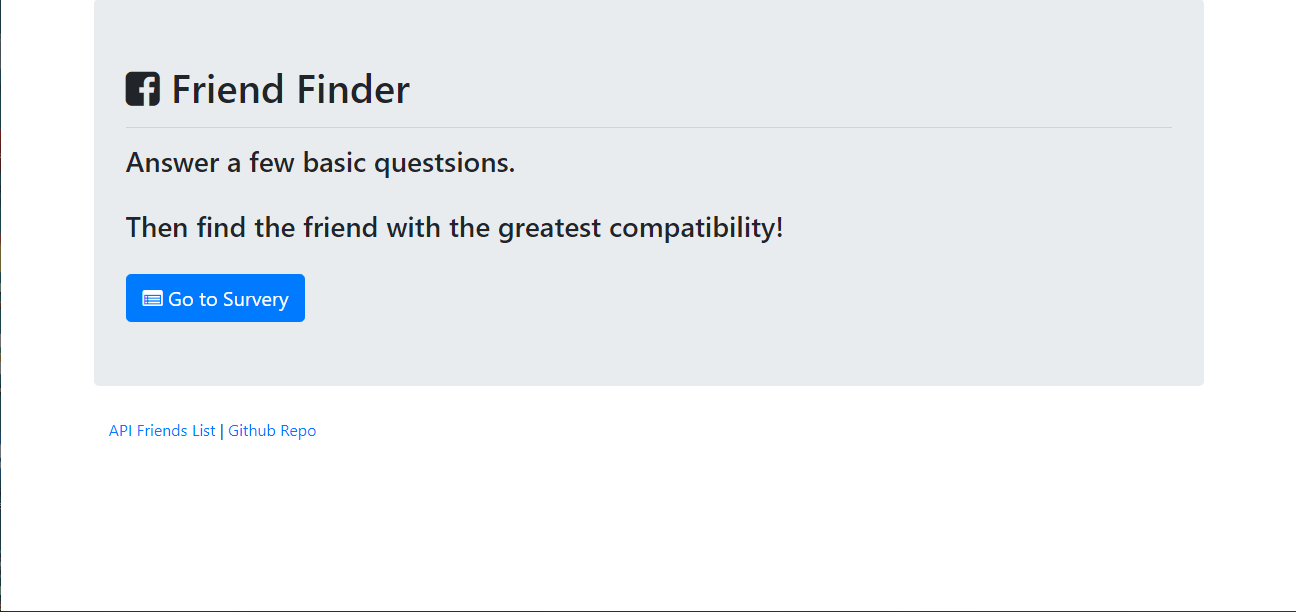 Friend Finder
Answer a few basic questsions.
Then find the friend with the greatest compatibility!
Go to Survery
API Friends List | Github Repo